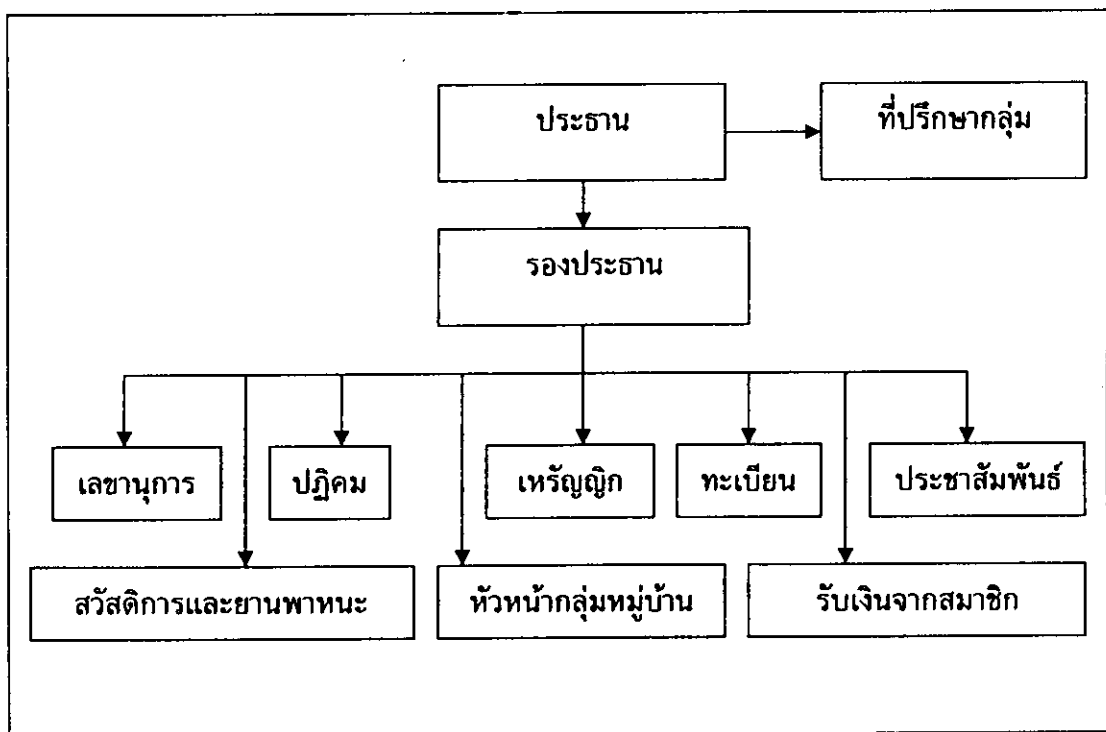 ประธาน
ที่ปรึกษากลุ่ม
รองประธาน
เลขานุการ
ปฏิคม
เหรัญญิก
ทะเบียน
ประชาสัมพันธ์
สวัสดิการและยานพาหนะ
หัวหน้ากลุ่มหมู่บ้าน
รับเงินจากสมาชิก